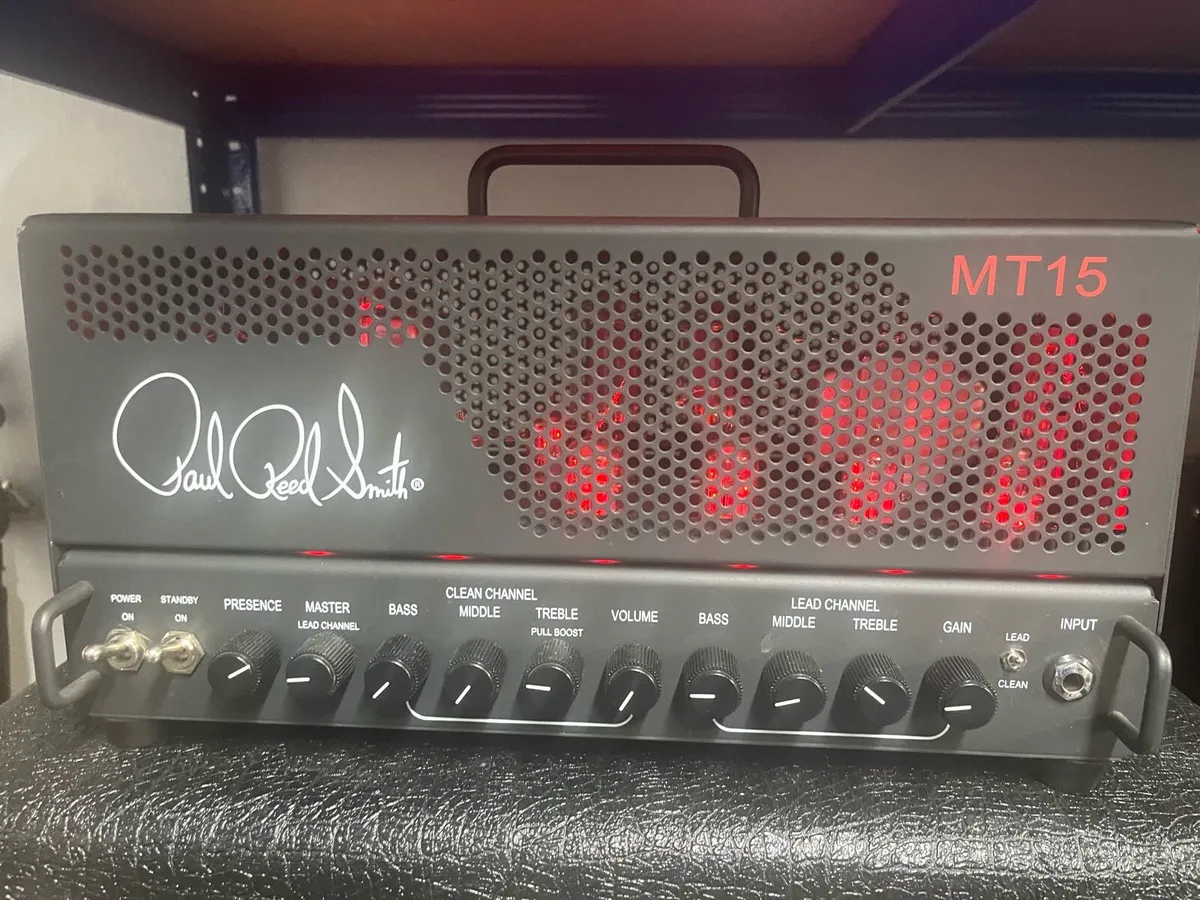 MT15
Paul Reed Smith®
POWER
ON
STANDBY
ON
PRESENCE
MASTER
LEAD CHANNEL
CLEAN CHANNEL
BASS
MIDDLE
TREBLE
PULL BOOST
VOLUME
LEAD CHANNEL
BASS
MIDDLE
TREBLE
GAIN
LEAD
CLEAN
INPUT